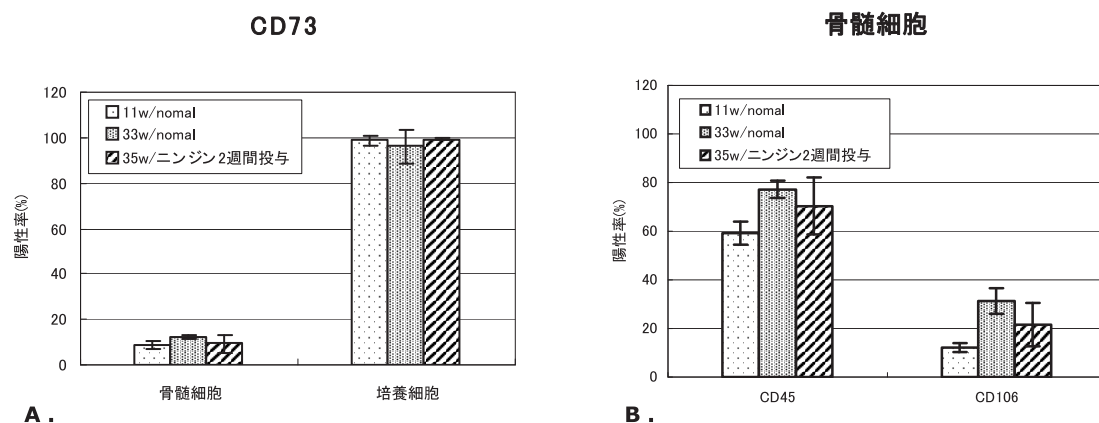 CD73
120
100
80
60
40
20
0
陽性率(%)
11w/nomal
33w/nomal
35w/ニンジン2週間投与
骨髄細胞
培養細胞
A .
骨髄細胞
120
100
80
60
40
20
0
陽性率(%)
11w/nomal
33w/nomal
35w/ニンジン2週間投与
CD45
CD106
B .